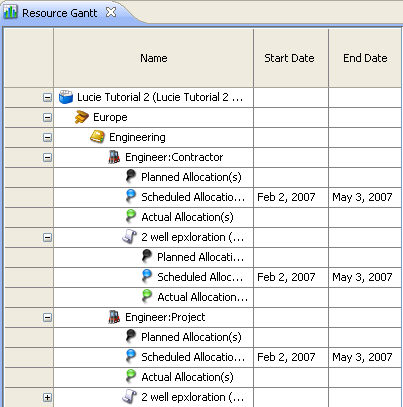 Resource Gantt
Name Start Date End Date
Lucie Tutorial 2 (Lucie Tutorial 2 ...
Europe
Engineering
Engineer:Contractor
Planned Allocation(s)
Scheduled Allocatio... Feb 2, 2007 May 3, 2007
Actual Allocation(s)
2 well epxloration (...
Planned Allocati...
Scheduled Alloc... Feb 2, 2007 May 3, 2007
Actual Allocation...
Engineer:Project
Planned Allocation(s)
Scheduled Allocatio... Feb 2, 2007 May 3, 2007
Actual Allocation(s)
2 well epxloration (...